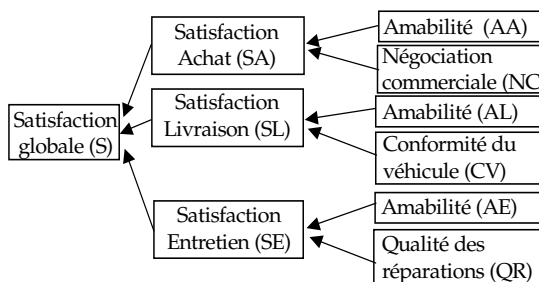 Satisfaction
globale (S)
Satisfaction
Achat (SA)
Satisfaction
Livraison (SL)
Satisfaction
Entretien (SE)
Amabilité (AA)
Négociation
commerciale (NC
Amabilité (AL)
Conformité du
véhicule (CV)
Amabilité (AE)
Qualité des
réparations (QR)